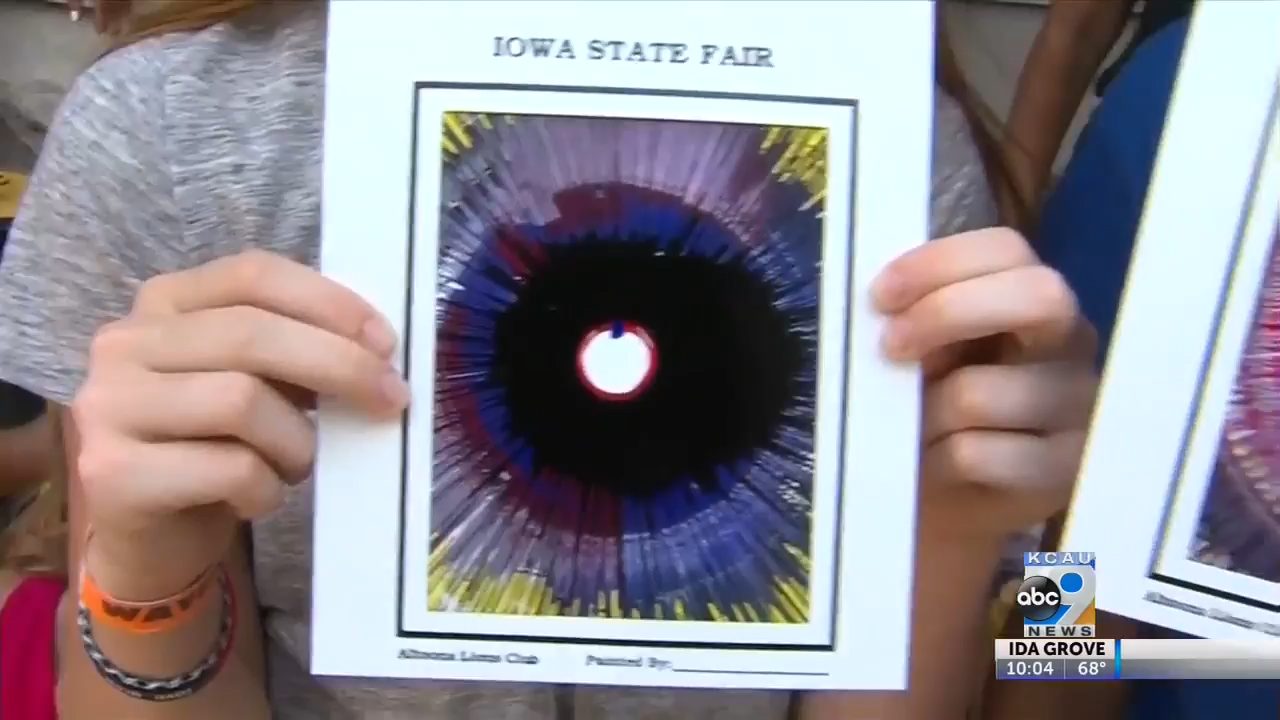 IOWA STATE FAIR
Altoona Lions Club
Painted By:
KCAU
abc 9
NEWS
IDA GROVE
10:04 68°